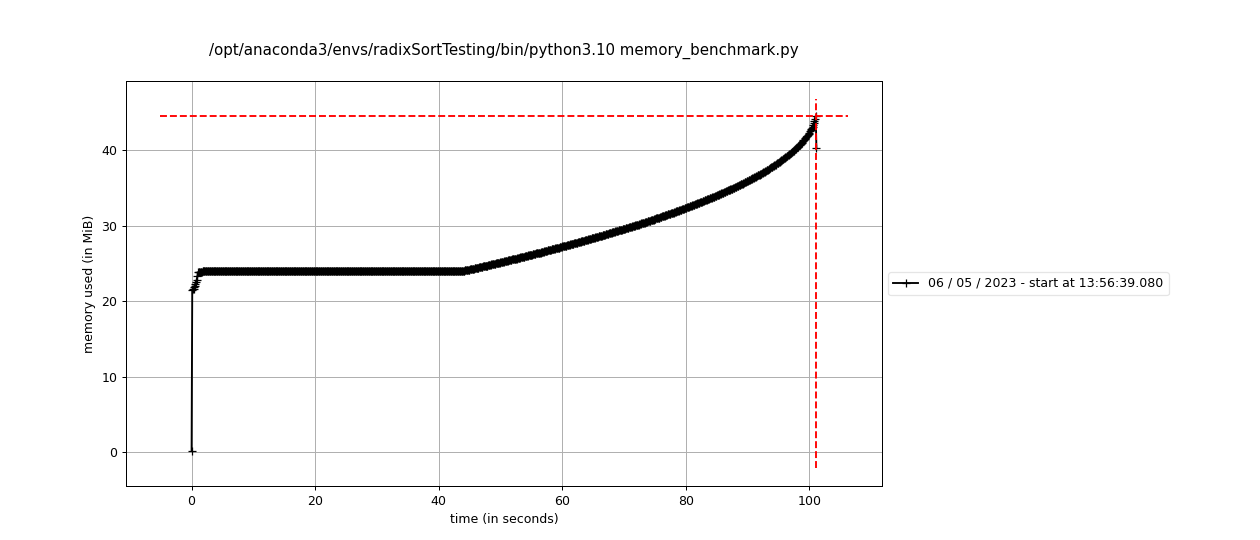 /opt/anaconda3/envs/radixSortTesting/bin/python3.10 memory_benchmark.py
memory used (in MiB)
40
30
20
10
0
0 20 40 60 80 100
time (in seconds)
06 / 05 / 2023 - start at 13:56:39.080